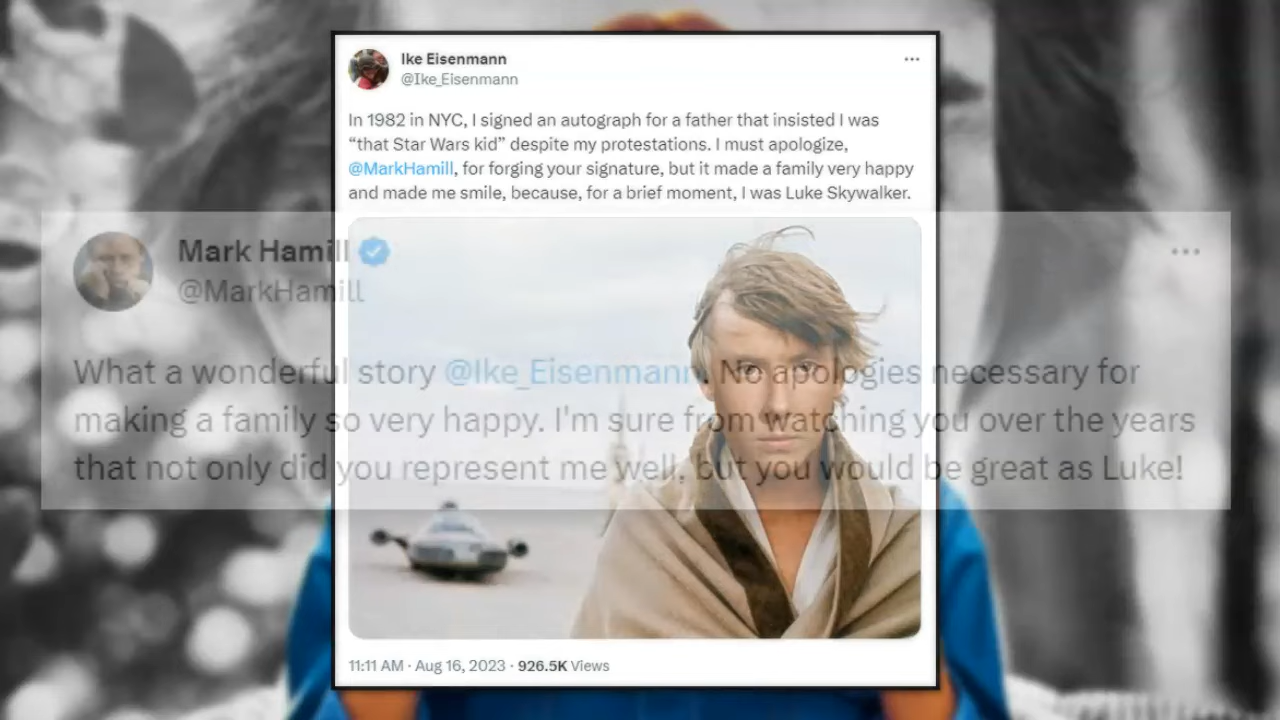 Ike Eisenmann
@Ike_Eisenmann
In 1982 in NYC, I signed an autograph for a father that insisted I was
“that Star Wars kid” despite my protestations. I must apologize,
@MarkHamill, for forging your signature, but it made a family very happy
and made me smile, because, for a brief moment, I was Luke Skywalker.
Mark Hamill
@MarkHamill
What a wonderful story @Ike_Eisenmann. No apologies necessary for
making a family so very happy. I'm sure from watching you over the years
that not only did you represent me well, but you would be great as Luke!
11:11 AM · Aug 16, 2023 · 926.5K Views